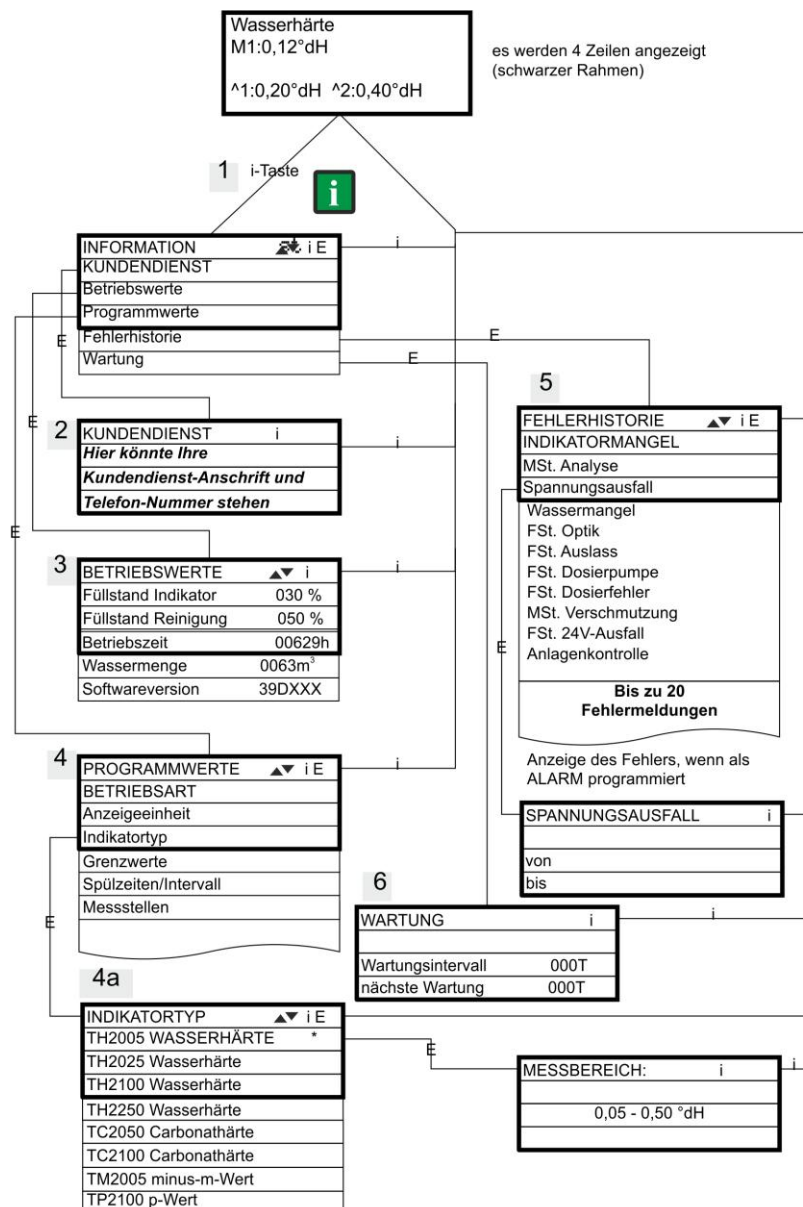 Wasserhärte
M1:0,12°dH
^1:0,20°dH ^2:0,40°dH
es werden 4 Zeilen angezeigt
(schwarzer Rahmen)
1 i-Taste
i
INFORMATION ▲▼ i E
KUNDENDIENST
Betriebswerte
Programmwerte
Fehlerhistorie
Wartung
i
E
E
E
E
E
2
KUNDENDIENST i
Hier könnte Ihre
Kundendienst-Anschrift und
Telefon-Nummer stehen
i
3
BETRIEBSWERTE ▲▼ i
Füllstand Indikator 030 %
Füllstand Reinigung 050 %
Betriebszeit 00629h
Wassermenge 0063m³
Softwareversion 39DXXX
i
4
PROGRAMMWERTE ▲▼ i E
BETRIEBSART
Anzeigeeinheit
Indikatortyp
Grenzwerte
Spülzeiten/Intervall
Messstellen
i
E
4a
INDIKATORTYP ▲▼ i E
TH2005 WASSERHÄRTE *
TH2025 Wasserhärte
TH2100 Wasserhärte
TH2250 Wasserhärte
TC2050 Carbonathärte
TC2100 Carbonathärte
TM2005 minus-m-Wert
TP2100 p-Wert
E
5
FEHLERHISTORIE ▲▼ i E
INDIKATORMANGEL
MSt. Analyse
Spannungsausfall
Wassermangel
FSt. Optik
FSt. Auslass
FSt. Dosierpumpe
FSt. Dosierfehler
MSt. Verschmutzung
FSt. 24V-Ausfall
Anlagenkontrolle
Bis zu 20
Fehlermeldungen
E
Anzeige des Fehlers, wenn als
ALARM programmiert
SPANNUNGSAUSFALL i
von
bis
6
WARTUNG i
Wartungsintervall 000T
nächste Wartung 000T
i
MESSBEREICH: i
0,05 - 0,50 °dH
i